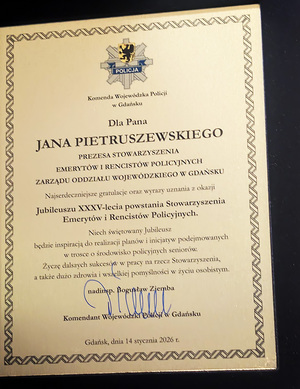 POLICJA
Komenda Wojewódzka Policji
w Gdańsku
Dla Pana
JANA PIETRUSZEWSKIEGO
PREZESA STOWARZYSZENIA
EMERYTÓW I RENCISTÓW POLICYJNYCH
ZARZĄDU ODDZIAŁU WOJEWÓDZKIEGO W GDAŃSKU
Najserdeczniejsze gratulacje oraz wyrazy uznania z okazji
Jubileuszu XXXV-lecia powstania Stowarzyszenia
Emerytów i Rencistów Policyjnych.
Niech świętowany Jubileusz
będzie inspiracją do realizacji planów i inicjatyw podejmowanych
w trosce o środowisko policyjnych seniorów.
Życzę dalszych sukcesów w pracy na rzecz Stowarzyszenia,
a także dużo zdrowia i wszelkiej pomyślności w życiu osobistym.
nadinsp. Bogusław Ziemba
Komendant Wojewódzki Policji w Gdańsku
Gdańsk, dnia 14 stycznia 2026 r.